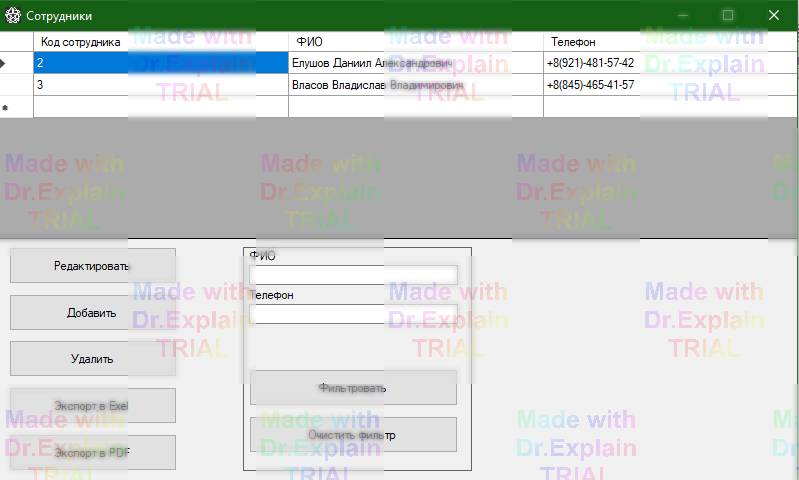 Сотрудники
Код сотрудника ФИО Телефон
2 Елушов Даниил Александрович +8(921)-481-57-42
3 Власов Владислав Владимирович +8(845)-465-41-57
*
Made with Made with Made with
Dr.Explain Dr.Explain Dr.Explain
TRIAL TRIAL TRIAL
Made with Made with Made with
Dr.Explain Dr.Explain Dr.Explain
TRIAL TRIAL TRIAL
Редактировать
Добавить
Удалить
Экспорт в Exel
Экспорт в PDF
ФИО
Телефон
Фильтровать
Очистить фильтр
Made with Made with Made with
Dr.Explain Dr.Explain Dr.Explain
TRIAL TRIAL TRIAL
Made with Made with Made with
Dr.Explain Dr.Explain Dr.Explain
TRIAL TRIAL TRIAL